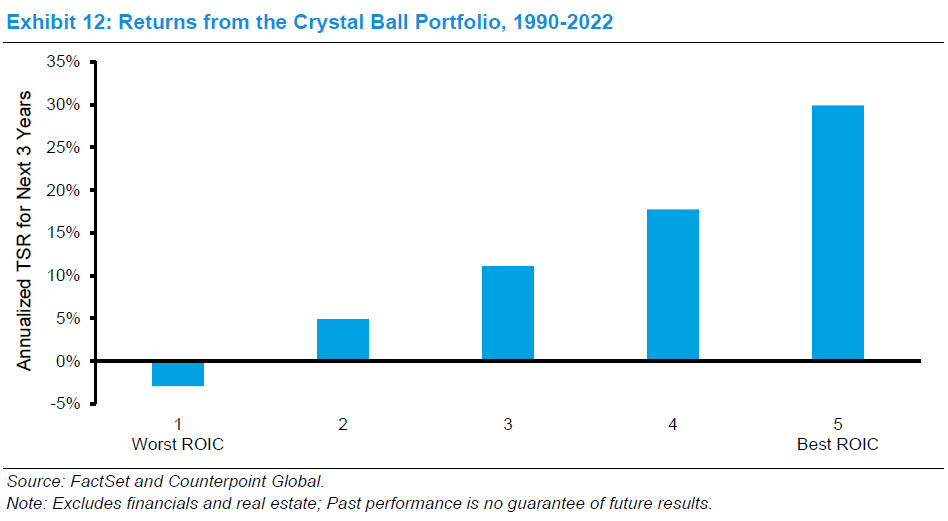 Exhibit 12: Returns from the Crystal Ball Portfolio, 1990-2022
Annualized TSR for Next 3 Years
35%
30%
25%
20%
15%
10%
5%
0%
-5%
1 2 3 4 5
Worst ROIC Best ROIC
Source: FactSet and Counterpoint Global.
Note: Excludes financials and real estate; Past performance is no guarantee of future results.